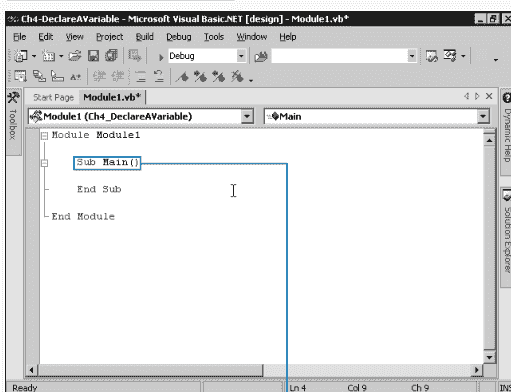 Ch4-DeclareAVariable - Microsoft Visual Basic.NET [design] - Module1.vb*
File Edit View Project Build Debug Tools Window Help
Debug
Start Page Module1.vb*
Toolbox
Module1 (Ch4_DeclareAVariable) Main
Module Module1
Sub Main()
End Sub
End Module
Dynamic Help
Solution Explorer
Ready Ln 4 Col 9 Ch 9 INS